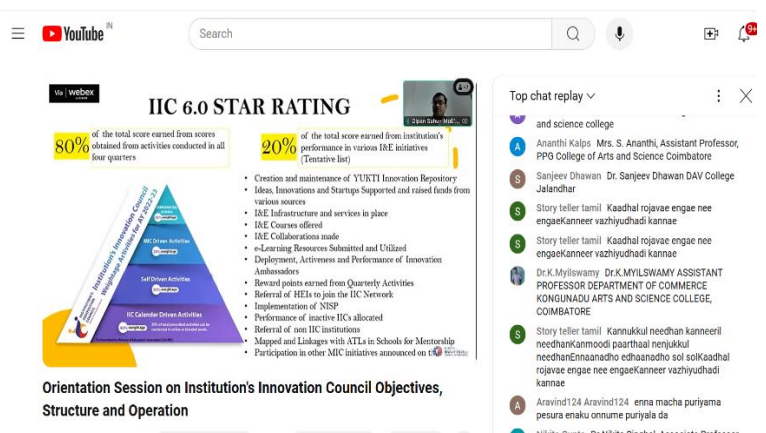 YouTube IN
Search
9+
Via webex
IIC 6.0 STAR RATING
80% of the total score earned from scores
obtained from activities conducted in all
four quarters
20% of the total score earned from institution's
performance in various I&E initiatives
(Tentative list)
Institution's Innovation Council
Weightage Activities for AY 2022-23
MIC Driven Activities
Self Driven Activities
IIC Calendar Driven Activities
• Creation and maintenance of YUKTI Innovation Repository
• Ideas, Innovations and Startups Supported and raised funds from
various sources
• I&E Infrastructure and services in place
• I&E Courses offered
• I&E Collaborations made
• e-Learning Resources Submitted and Utilized
• Deployment, Activeness and Performance of Innovation
Ambassadors
• Reward points earned from Quarterly Activities
• Referral of HEIs to join the IIC Network
• Implementation of NISP
• Performance of inactive IICs allocated
• Referral of non IIC institutions
• Mapped and Linkages with ATLs in Schools for Mentorship
• Participation in other MIC initiatives announced on
Orientation Session on Institution's Innovation Council Objectives,
Structure and Operation
Top chat replay
and science college
A Ananthi Kalps Mrs. S. Ananthi, Assistant Professor,
PPG College of Arts and Science Coimbatore
S Sanjeev Dhawan Dr. Sanjeev Dhawan DAV College
Jalandhar
S Story teller tamil Kaadhal rojavae engae nee
engaeKanneer vazhiyudhadi kannae
S Story teller tamil Kaadhal rojavae engae nee
engaeKanneer vazhiyudhadi kannae
Dr.K.Myilswamy Dr.K.MYILSWAMY ASSISTANT
PROFESSOR DEPARTMENT OF COMMERCE
KONGUNADU ARTS AND SCIENCE COLLEGE,
COIMBATORE
S Story teller tamil Kannukkul needhan kanneeril
needhanKanmoodi paarthaal nenjukkul
needhanEnnaanadho edhaanadho sol solKaadhal
rojavae engae nee engaeKanneer vazhiyudhadi
kannae
A Aravind124 Aravind124 enna macha puriyama
pesura enaku onnume puriyala da